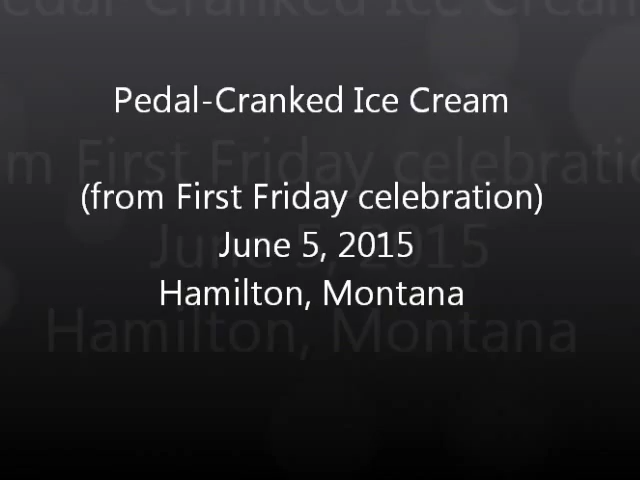 Pedal-Cranked Ice Cream
(from First Friday celebration)
June 5, 2015
Hamilton, Montana